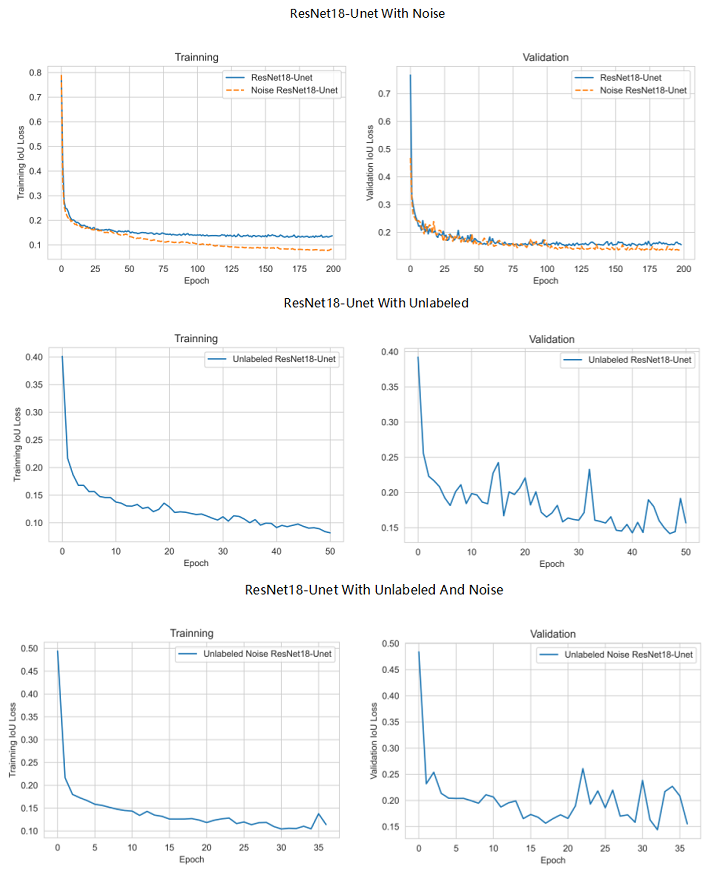 ResNet18-Unet With Noise
Trainning
Validation
ResNet18-Unet
Noise ResNet18-Unet
ResNet18-Unet
Noise ResNet18-Unet
Trainning IoU Loss
0.8
0.7
0.6
0.5
0.4
0.3
0.2
0.1
0 25 50 75 100 125 150 175 200
Epoch
Validation IoU Loss
0.7
0.6
0.5
0.4
0.3
0.2
0 25 50 75 100 125 150 175 200
Epoch
ResNet18-Unet With Unlabeled
Trainning
Validation
Unlabeled ResNet18-Unet
Unlabeled ResNet18-Unet
Trainning IoU Loss
0.40
0.35
0.30
0.25
0.20
0.15
0.10
0 10 20 30 40 50
Epoch
Validation IoU Loss
0.40
0.35
0.30
0.25
0.20
0.15
0 10 20 30 40 50
Epoch
ResNet18-Unet With Unlabeled And Noise
Trainning
Validation
Unlabeled Noise ResNet18-Unet
Unlabeled Noise ResNet18-Unet
Trainning IoU Loss
0.50
0.45
0.40
0.35
0.30
0.25
0.20
0.15
0.10
0 5 10 15 20 25 30 35
Epoch
Validation IoU Loss
0.50
0.45
0.40
0.35
0.30
0.25
0.20
0.15
0 5 10 15 20 25 30 35
Epoch